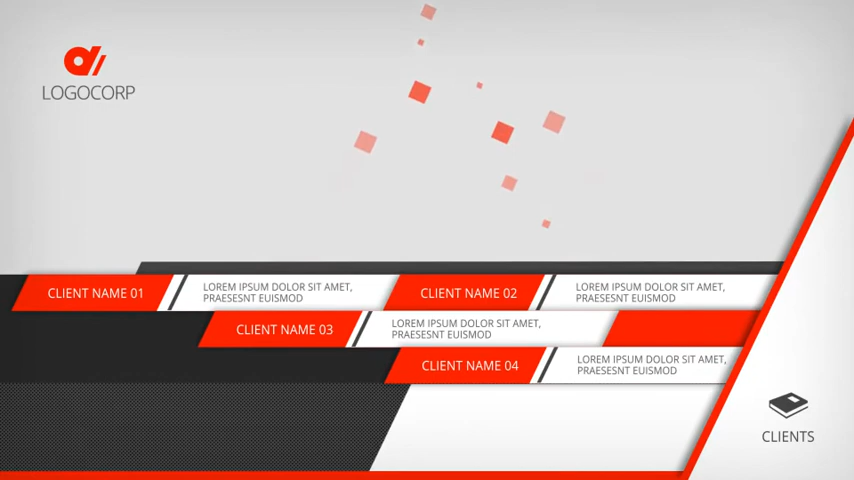 LOGOCORP
CLIENT NAME 01
LOREM IPSUM DOLOR SIT AMET,
PRAESESNT EUISMOD
CLIENT NAME 02
LOREM IPSUM DOLOR SIT AMET,
PRAESESNT EUISMOD
CLIENT NAME 03
LOREM IPSUM DOLOR SIT AMET,
PRAESESNT EUISMOD
CLIENT NAME 04
LOREM IPSUM DOLOR SIT AMET,
PRAESESNT EUISMOD
CLIENTS